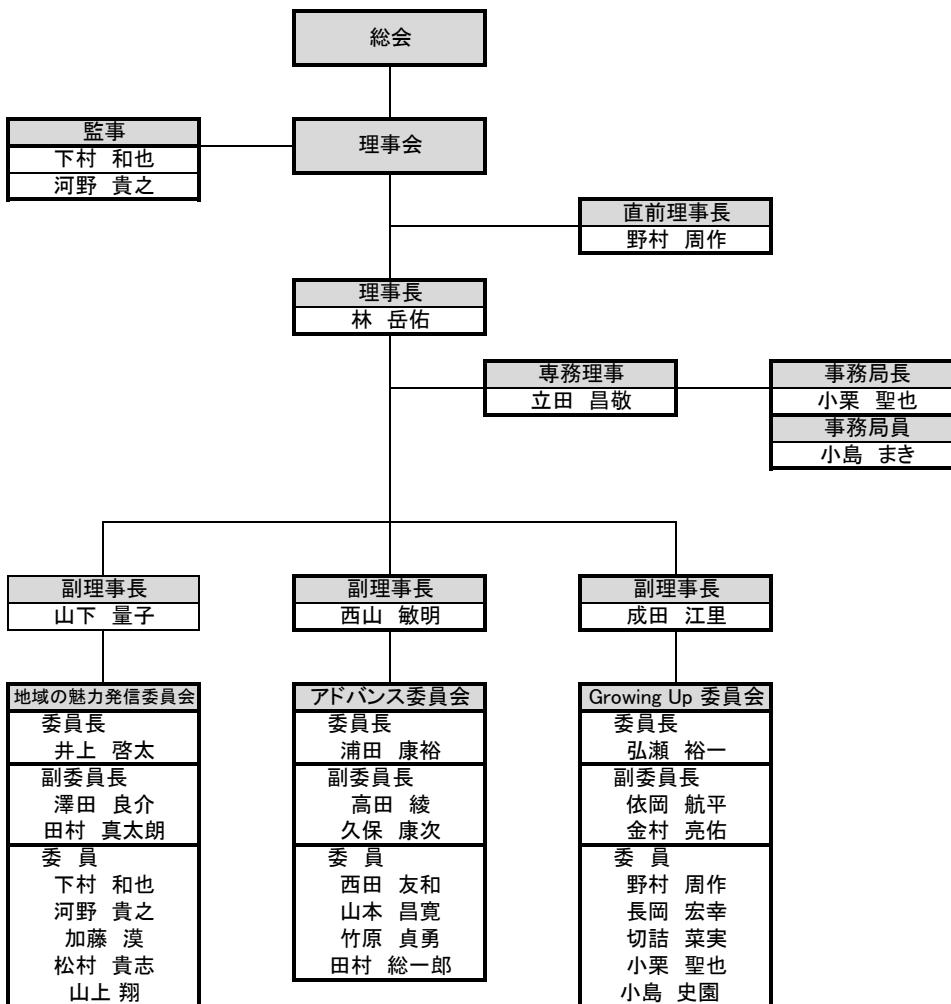 総会
監事
下村 和也
河野 貴之
理事会
直前理事長
野村 周作
理事長
林 岳佑
専務理事
立田 昌敬
事務局長
小栗 聖也
事務局員
小島 まき
副理事長
山下 量子
副理事長
西山 敏明
副理事長
成田 江里
地域の魅力発信委員会
委員長
井上 啓太
副委員長
澤田 良介
田村 真太朗
委 員
下村 和也
河野 貴之
加藤 漠
松村 貴志
山上 翔
アドバンス委員会
委員長
浦田 康裕
副委員長
高田 綾
久保 康次
委 員
西田 友和
山本 昌寛
竹原 貞勇
田村 総一郎
Growing Up 委員会
委員長
弘瀬 裕一
副委員長
依岡 航平
金村 亮佑
委 員
野村 周作
長岡 宏幸
切詰 菜実
小栗 聖也
小島 史園